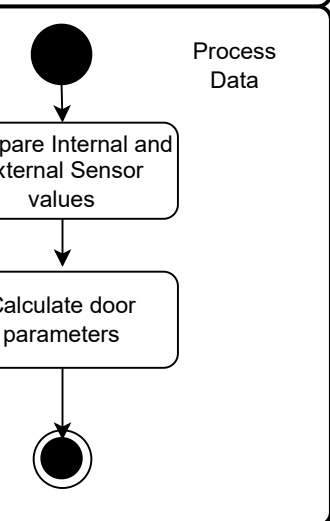 Process
Data
pare Internal and
xternal Sensor
values
Calculate door
parameters